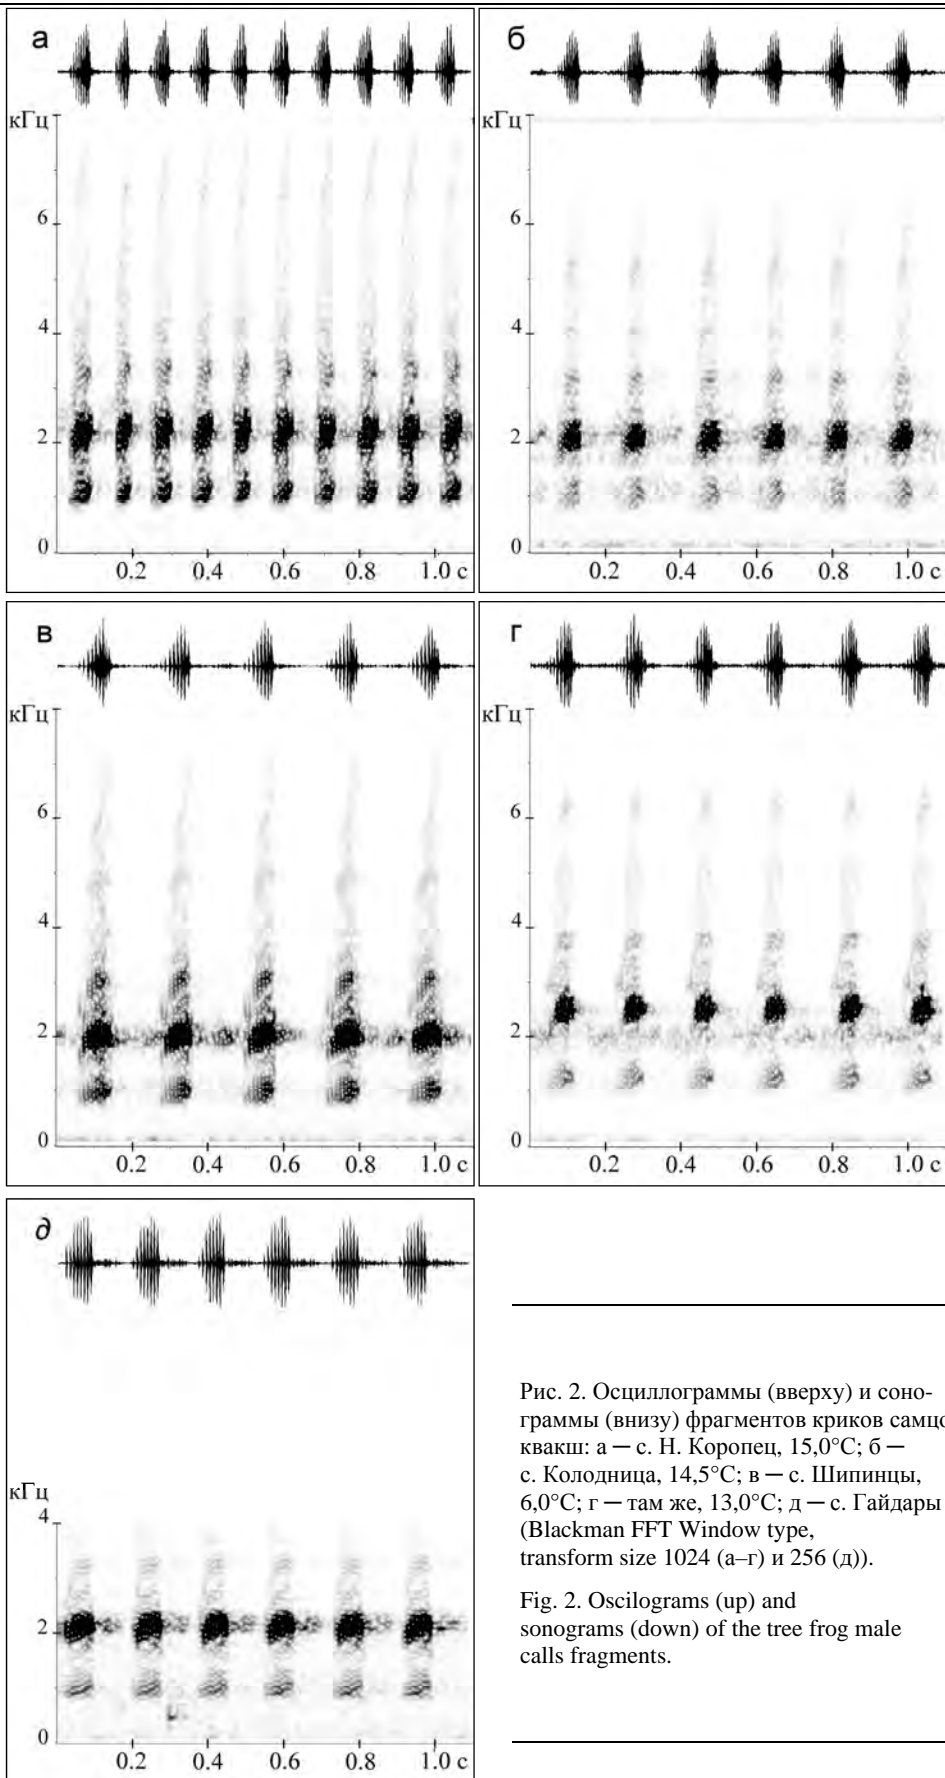 а
кГц
6
4
2
0
0.2 0.4 0.6 0.8 1.0 с
б
кГц
6
4
2
0
0.2 0.4 0.6 0.8 1.0 с
в
кГц
6
4
2
0
0.2 0.4 0.6 0.8 1.0 с
г
кГц
6
4
2
0
0.2 0.4 0.6 0.8 1.0 с
д
кГц
4
2
0
0.2 0.4 0.6 0.8 1.0 с
Рис. 2. Осциллограммы (вверху) и соно-
граммы (внизу) фрагментов криков самцо
квакш: а — с. Н. Коропец, 15,0°С; б —
с. Колодница, 14,5°С; в — с. Шипинцы,
6,0°С; г — там же, 13,0°С; д — с. Гайдары
(Blackman FFT Window type,
transform size 1024 (а–г) и 256 (д)).
Fig. 2. Oscilograms (up) and
sonograms (down) of the tree frog male
calls fragments.